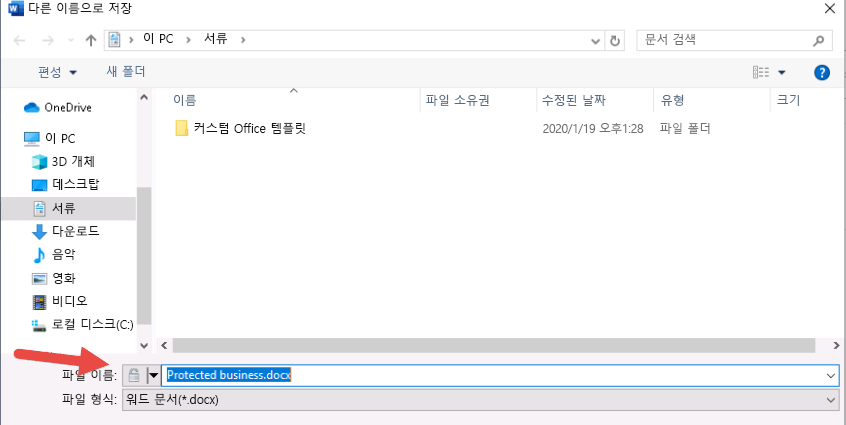 다른 이름으로 저장
이 PC 서류
문서 검색
편성 새 폴더
이름 파일 소유권 수정된 날짜 유형 크기
커스텀 Office 템플릿 2020/1/19 오후1:28 파일 폴더
OneDrive
이 PC
3D 개체
데스크탑
서류
다운로드
음악
영화
비디오
로컬 디스크(C:)
파일 이름: Protected business.docx
파일 형식: 워드 문서(*.docx)